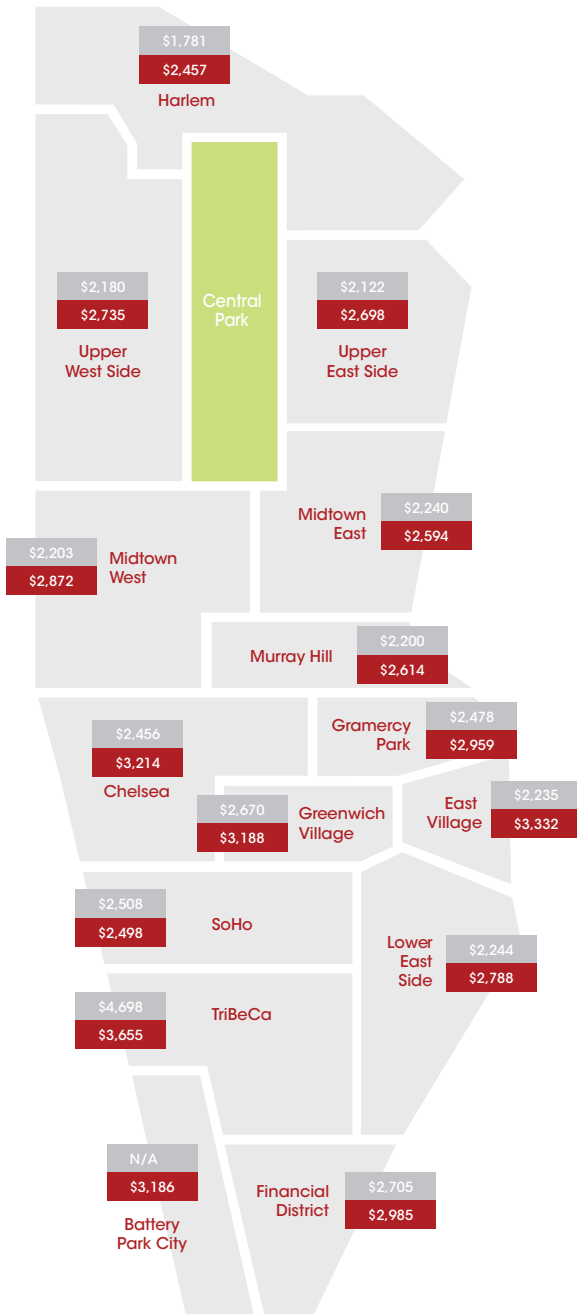 $1,781
$2,457
Harlem
Central
Park
$2,180
$2,735
Upper
West Side
$2,122
$2,698
Upper
East Side
Midtown
East
$2,240
$2,594
$2,203
$2,872
Midtown
West
Murray Hill
$2,200
$2,614
Gramercy
Park
$2,478
$2,959
$2,456
$3,214
Chelsea
$2,670
$3,188
Greenwich
Village
East
Village
$2,235
$3,332
$2,508
$2,498
SoHo
Lower
East
Side
$2,244
$2,788
$4,698
$3,655
TriBeCa
N/A
$3,186
Battery
Park City
Financial
District
$2,705
$2,985